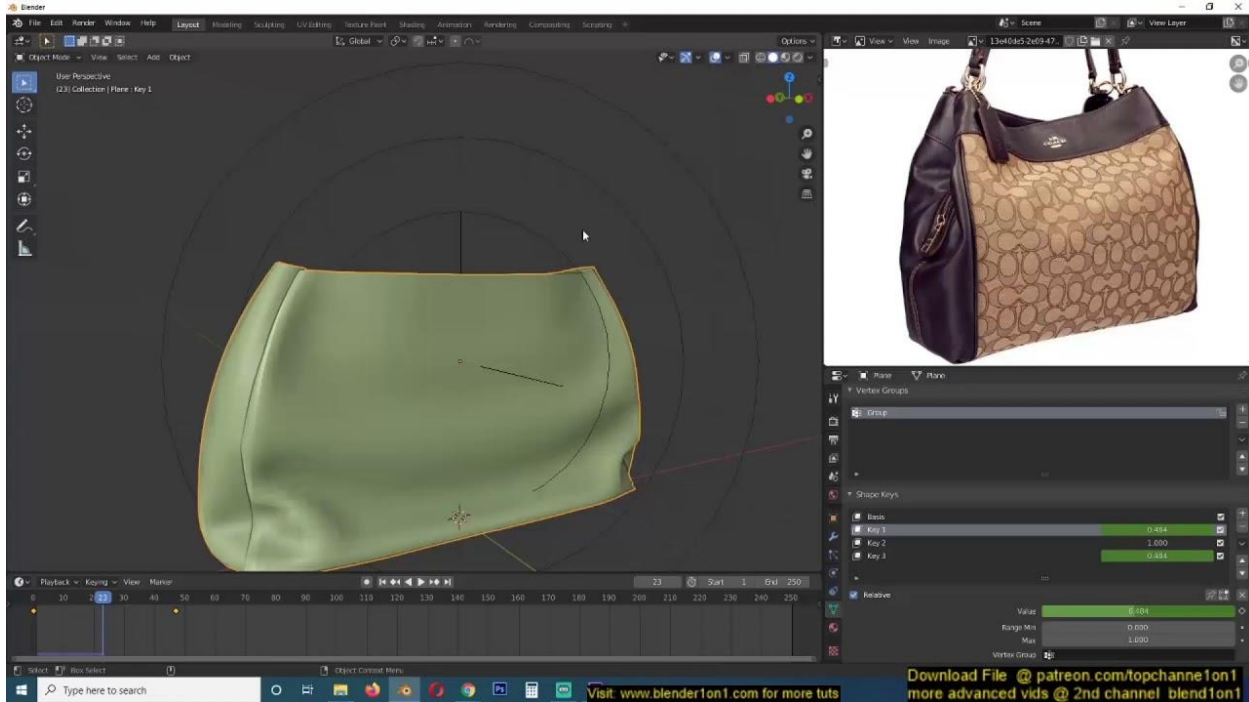 Blender
File Edit Render Window Help Layout Modeling Sculpting UV Editing Texture Paint Shading Animation Rendering Compositing Scripting + Scene View Layer
Global Options View View Image 13e40de5-2e09-47..
Object Mode View Select Add Object
User Perspective
(23) Collection | Plane : Key 1
Z
COACH
Plane Plane
Vertex Groups
Group
Shape Keys
Basis
Key 1 0.484
Key 2 1.000
Key 3 0.484
Relative
Value 0.484
Range Min 0.000
Max 1.000
Vertex Group
Playback Keying View Marker 23 Start 1 End 250
0 10 2 23 30 40 50 60 70 80 90 100 110 120 130 140 150 160 170 180 190 200 210 220 230 240 250
Select Box Select Object Context Menu
Type here to search
Ps
Visit: www.blender1on1.com for more tuts
Download File @ patreon.com/topchanne1on1
more advanced vids @ 2nd channel blend1on1